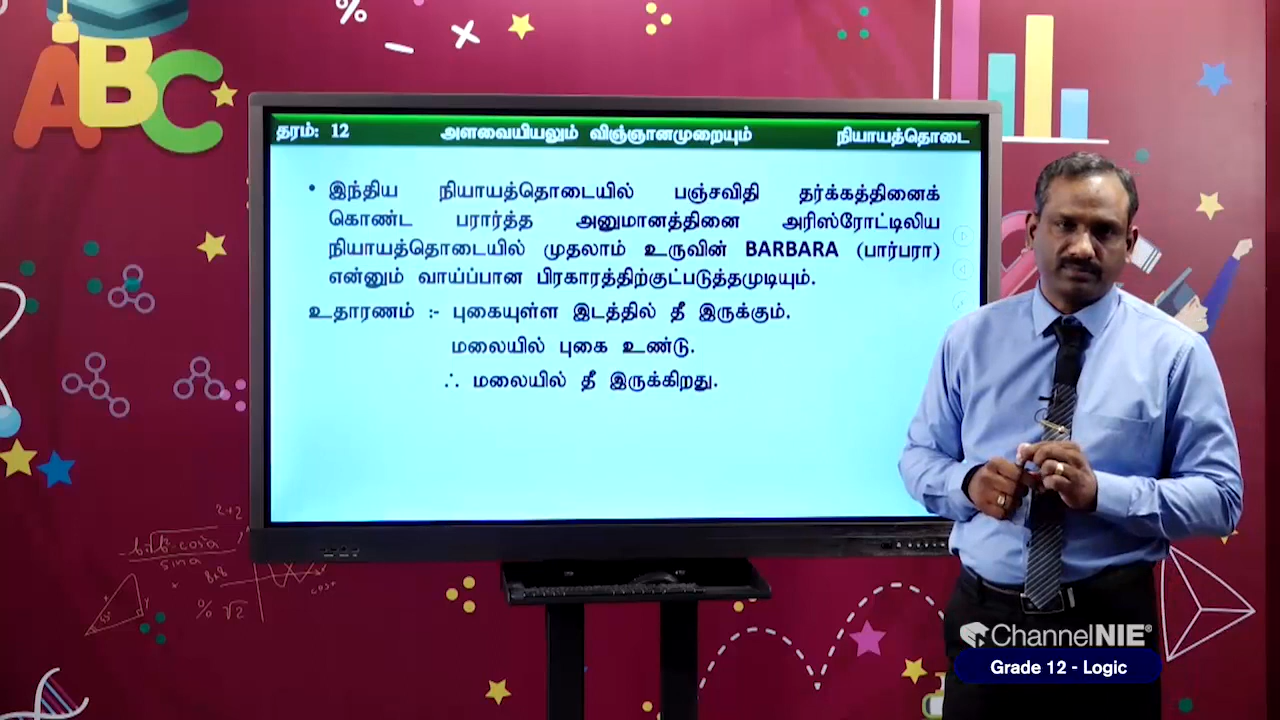 ABC
தரம்: 12 அளவையியலும் விஞ்ஞானமுறையும் நியாயத்தொடை
• இந்திய நியாயத்தொடையில் பஞ்சவிதி தர்க்கத்தினைக்
கொண்ட பரார்த்த அனுமானத்தினை அரிஸ்ரோட்டிலிய
நியாயத்தொடையில் முதலாம் உருவின் BARBARA (பார்பரா)
என்னும் வாய்ப்பான பிரகாரத்திற்குட்படுத்தமுடியும்.
உதாரணம் :- புகையுள்ள இடத்தில் தீ இருக்கும்.
மலையில் புகை உண்டு.
∴ மலையில் தீ இருக்கிறது.
ChannelNIE®
Grade 12 - Logic